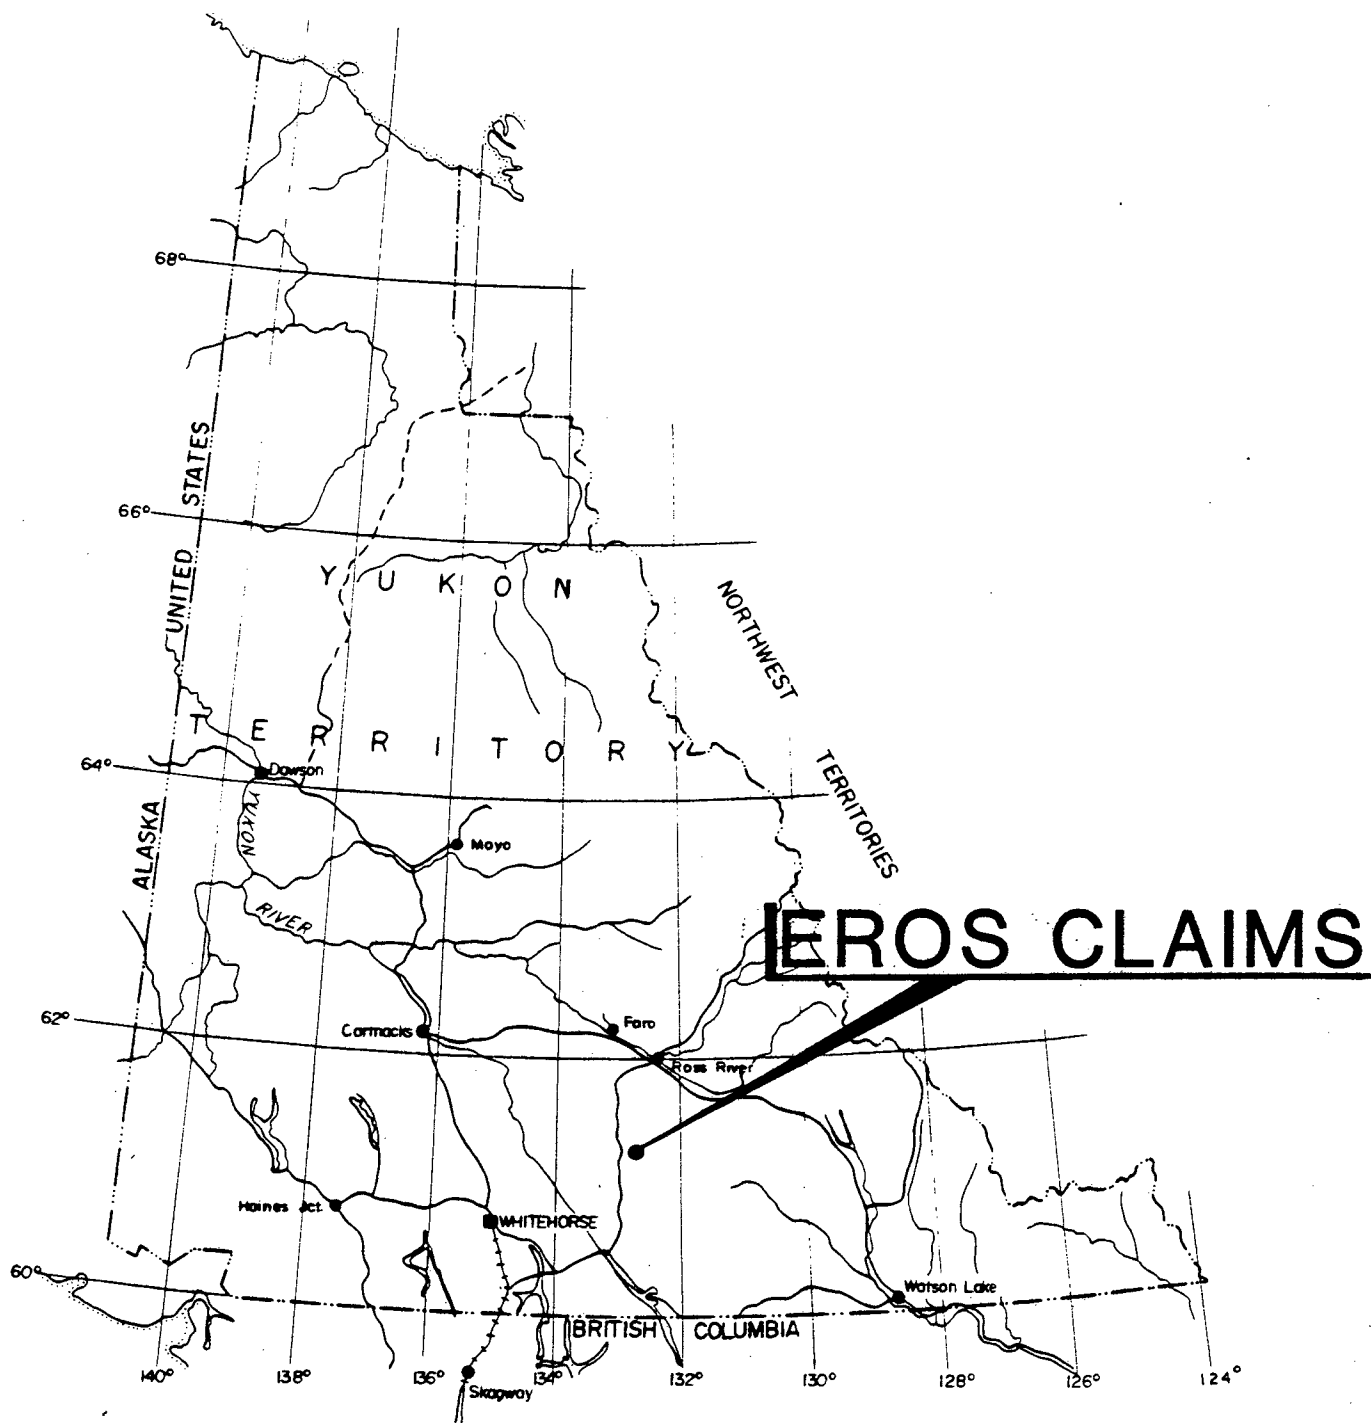 68°
UNITED STATES
66°
YUKON
NORTHWEST TERRITORIES
TERRITORY
64°
Dawson
YUKON
ALASKA
Mayo
RIVER
EROS CLAIMS
62°
Carmacks
Faro
Ross River
Haines Jct.
WHITEHORSE
60°
Watson Lake
BRITISH COLUMBIA
140°
138°
136°
134°
132°
130°
128°
126°
124°
Skagway